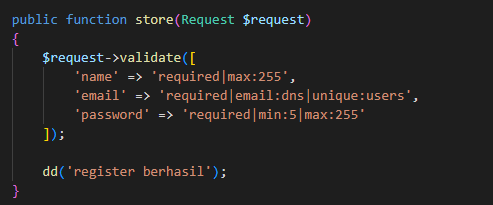 public function store(Request $request)
{
    $request->validate([
        'name' => 'required|max:255',
        'email' => 'required|email:dns|unique:users',
        'password' => 'required|min:5|max:255'
    ]);

    dd('register berhasil');
}